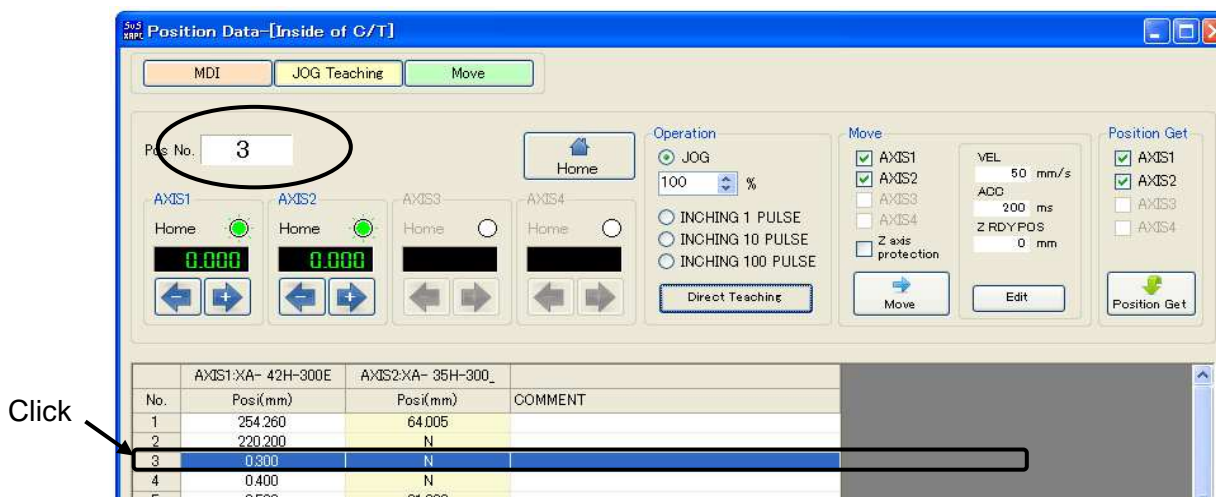 SUS XAPC Position Data-[Inside of C/T]
MDI JOG Teaching Move
Pos No. 3
Home
AXIS1
Home
0.000
AXIS2
Home
0.000
AXIS3
Home
AXIS4
Home
Operation
JOG
100 %
INCHING 1 PULSE
INCHING 10 PULSE
INCHING 100 PULSE
Direct Teaching
Move
AXIS1
AXIS2
AXIS3
AXIS4
Z axis
protection
Move
VEL
50 mm/s
ACC
200 ms
Z RDYPOS
0 mm
Edit
Position Get
AXIS1
AXIS2
AXIS3
AXIS4
Position Get
AXIS1:XA- 42H-300E AXIS2:XA- 35H-300_
No. Posi(mm) Posi(mm) COMMENT
1 254.260 64.005
2 220.200 N
Click
3 0.300 N
4 0.400 N